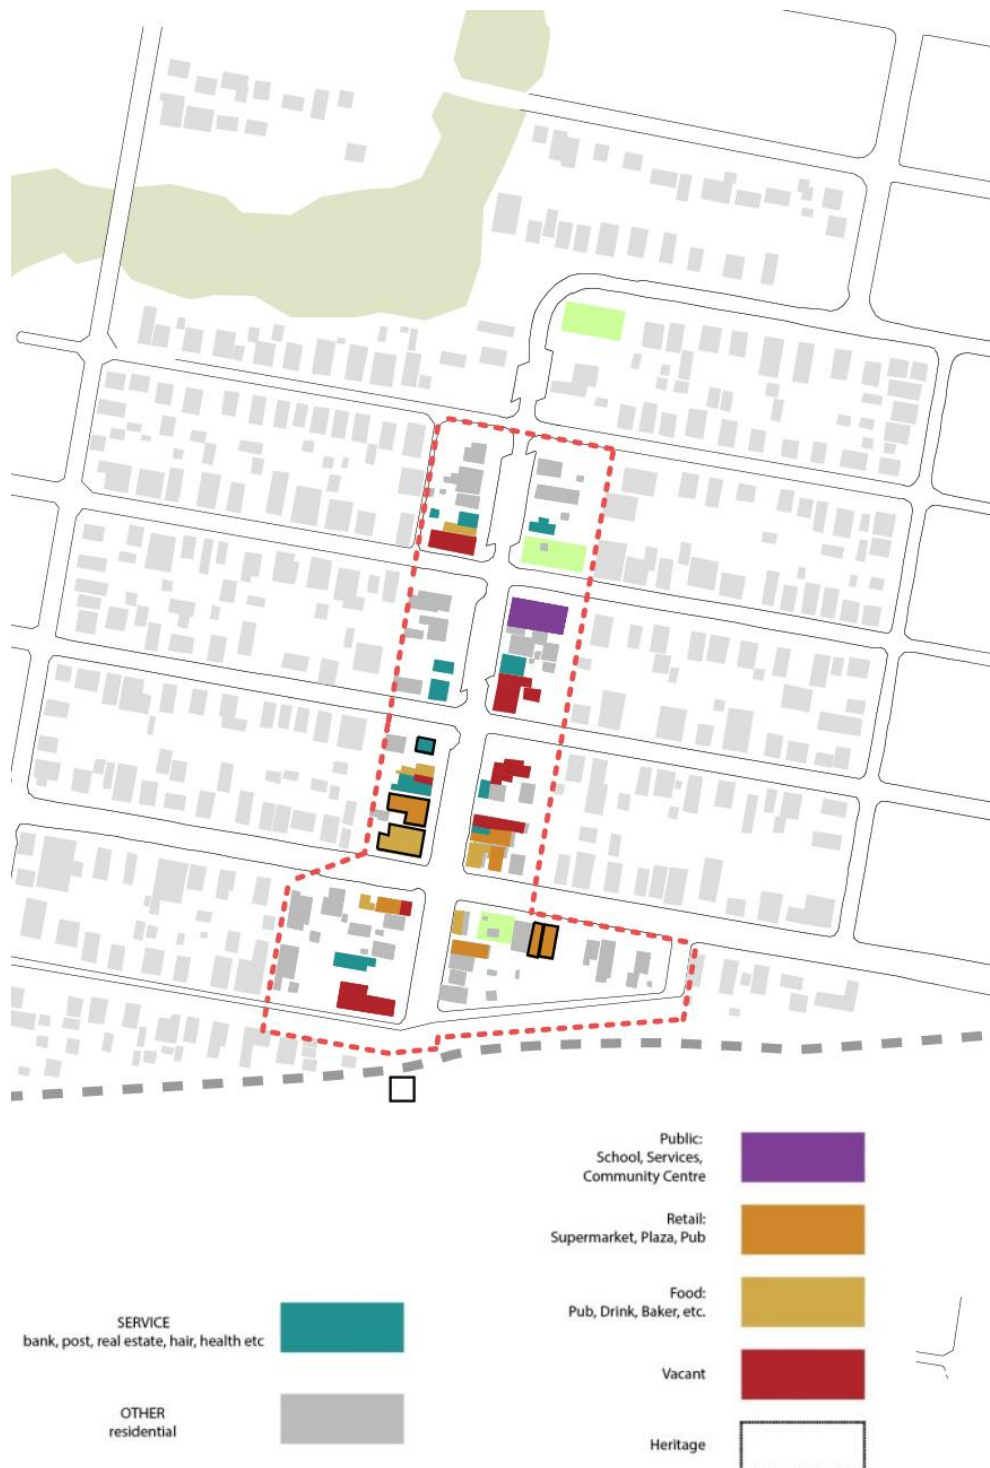 Public:
School, Services,
Community Centre
Retail:
Supermarket, Plaza, Pub
Food:
Pub, Drink, Baker, etc.
Vacant
Heritage
SERVICE
bank, post, real estate, hair, health etc
OTHER
residential